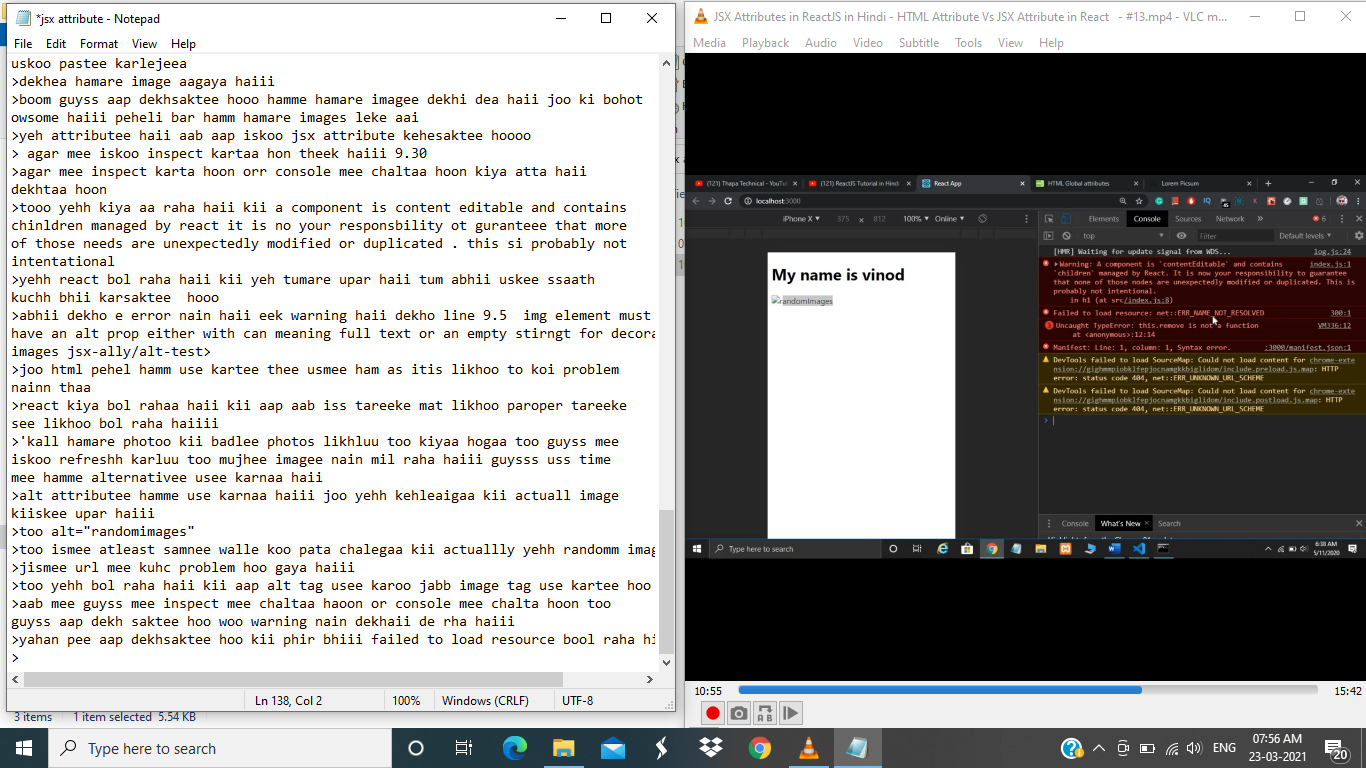 *jsx attribute - Notepad
File Edit Format View Help
uskoo pastee karlejeea
>dekhea hamare image aagaya haiii
>boom guyss aap dekhsaktee hooo hamme hamare imagee dekhi dea haii joo ki bohot
owsome haiii peheli bar hamm hamare images leke aai
>yeh attributee haii aab aap iskoo jsx attribute kehesaktee hoooo
> agar mee iskoo inspect kartaa hon theek haiii 9.30
>agar mee inspect karta hoon orr console mee chaltaa hoon kiya atta haii
dekhtaa hoon
>tooo yehh kiya aa raha haii kii a component is content editable and contains
chinldren managed by react it is no your responsbility ot guranteee that more
of those needs are unexpectedly modified or duplicated . this si probably not
intentational
>yehh react bol raha haii kii yeh tumare upar haii tum abhii uskee ssaath
kuchh bhii karsaktee  hooo
>abhii dekho e error nain haii eek warning haii dekho line 9.5  img element must
have an alt prop either with can meaning full text or an empty stirngt for decora
images jsx-ally/alt-test>
>joo html pehel hamm use kartee thee usmee ham as itis likhoo to koi problem
nainn thaa
>react kiya bol rahaa haii kii aap aab iss tareeke mat likhoo paroper tareeke
see likhoo bol raha haiiii
>'kall hamare photoo kii badlee photos likhluu too kiyaa hogaa too guyss mee
iskoo refreshh karluu too mujhee imagee nain mil raha haiii guysss uss time
mee hamme alternativee usee karnaa haii
>alt attributee hamme use karnaa haiii joo yehh kehleaigaa kii actuall image
kiiskee upar haiii
>too alt="randomimages"
>too ismee atleast samnee walle koo pata chalegaa kii actuallly yehh randomm imag
>jismee url mee kuhc problem hoo gaya haiii
>too yehh bol raha haii kii aap alt tag usee karoo jabb image tag use kartee hoo
>aab mee guyss mee inspect mee chaltaa haoon or console mee chalta hoon too
guyss aap dekh saktee hoo woo warning nain dekhaii de rha haiii
>yahan pee aap dekhsaktee hoo kii phir bhiii failed to load resource bool raha hi
>
Ln 138, Col 2 100% Windows (CRLF) UTF-8
3 items 1 item selected 5.54 KB
JSX Attributes in ReactJS in Hindi - HTML Attribute Vs JSX Attribute in React - #13.mp4 - VLC m...
Media Playback Audio Video Subtitle Tools View Help
(121) Thapa Technical - YouTu (121) ReactJS Tutorial in Hindi React App HTML Global attributes Lorem Picsum
localhost:3000
iPhone X 375 x 812 100% Online
Elements Console Sources Network » 6
top Filter Default levels
My name is vinod
randomImages
[HMR] Waiting for update signal from WDS... log.js:24
Warning: A component is `contentEditable` and contains index.js:1
`children` managed by React. It is now your responsibility to guarantee
that none of those nodes are unexpectedly modified or duplicated. This is
probably not intentional.
in h1 (at src/index.js:8)
Failed to load resource: net::ERR_NAME_NOT_RESOLVED 300:1
Uncaught TypeError: this.remove is not a function VM336:12
at <anonymous>:12:14
Manifest: Line: 1, column: 1, Syntax error. :3000/manifest.json:1
DevTools failed to load SourceMap: Could not load content for chrome-exte
nsion://gighmmpiobklfepjocnamgkkbiglidom/include.preload.js.map: HTTP
error: status code 404, net::ERR_UNKNOWN_URL_SCHEME
DevTools failed to load SourceMap: Could not load content for chrome-exte
nsion://gighmmpiobklfepjocnamgkkbiglidom/include.postload.js.map: HTTP
error: status code 404, net::ERR_UNKNOWN_URL_SCHEME
Console What's New Search
Type here to search
6:38 AM
5/11/2020
10:55 15:42
Type here to search
ENG
07:56 AM
23-03-2021
20